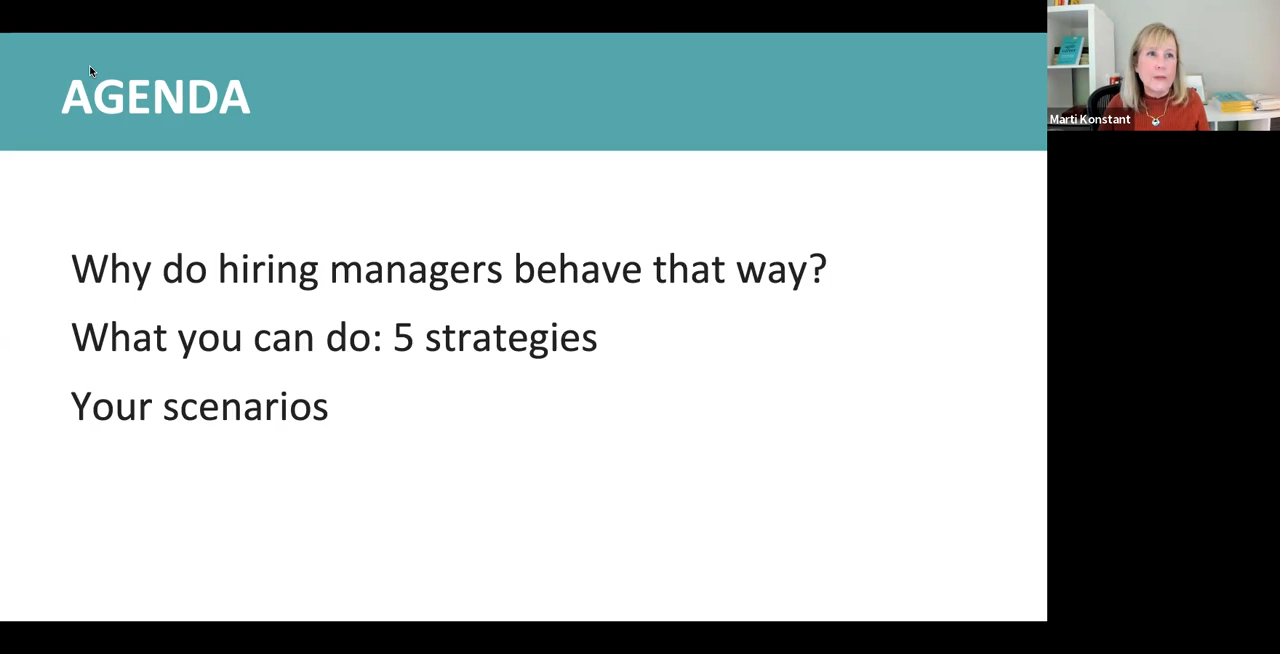 AGENDA
Why do hiring managers behave that way?
What you can do: 5 strategies
Your scenarios
Marti Konstant